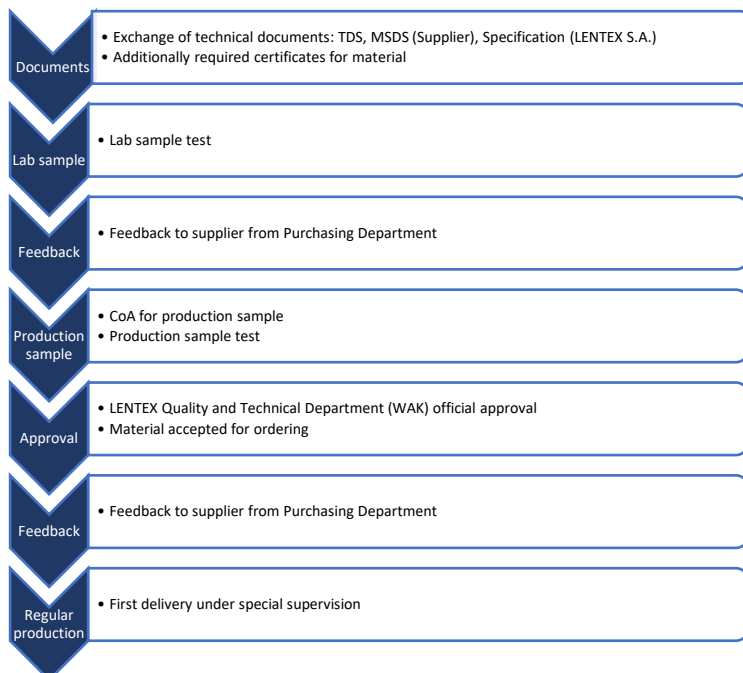 Documents
• Exchange of technical documents: TDS, MSDS (Supplier), Specification (LENTEX S.A.)
• Additionally required certificates for material
Lab sample
• Lab sample test
Feedback
• Feedback to supplier from Purchasing Department
Production
sample
• CoA for production sample
• Production sample test
Approval
• LENTEX Quality and Technical Department (WAK) official approval
• Material accepted for ordering
Feedback
• Feedback to supplier from Purchasing Department
Regular
production
• First delivery under special supervision